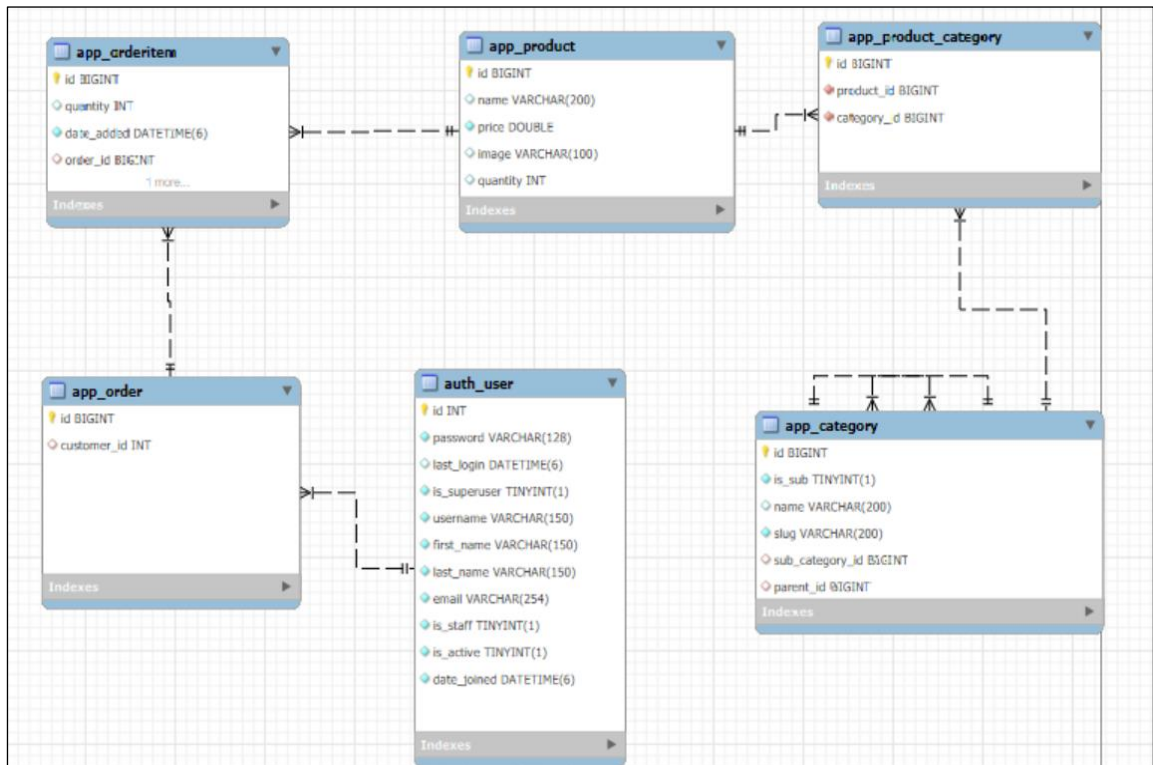 app_orderitem
id BIGINT
quantity INT
date_added DATETIME(6)
order_id BIGINT
1 more...
Indexes
app_product
id BIGINT
name VARCHAR(200)
price DOUBLE
image VARCHAR(100)
quantity INT
Indexes
app_product_category
id BIGINT
product_id BIGINT
category_id BIGINT
Indexes
app_order
id BIGINT
customer_id INT
Indexes
auth_user
id INT
password VARCHAR(128)
last_login DATETIME(6)
is_superuser TINYINT(1)
username VARCHAR(150)
first_name VARCHAR(150)
last_name VARCHAR(150)
email VARCHAR(254)
is_staff TINYINT(1)
is_active TINYINT(1)
date_joined DATETIME(6)
Indexes
app_category
id BIGINT
is_sub TINYINT(1)
name VARCHAR(200)
slug VARCHAR(200)
sub_category_id BIGINT
parent_id BIGINT
Indexes